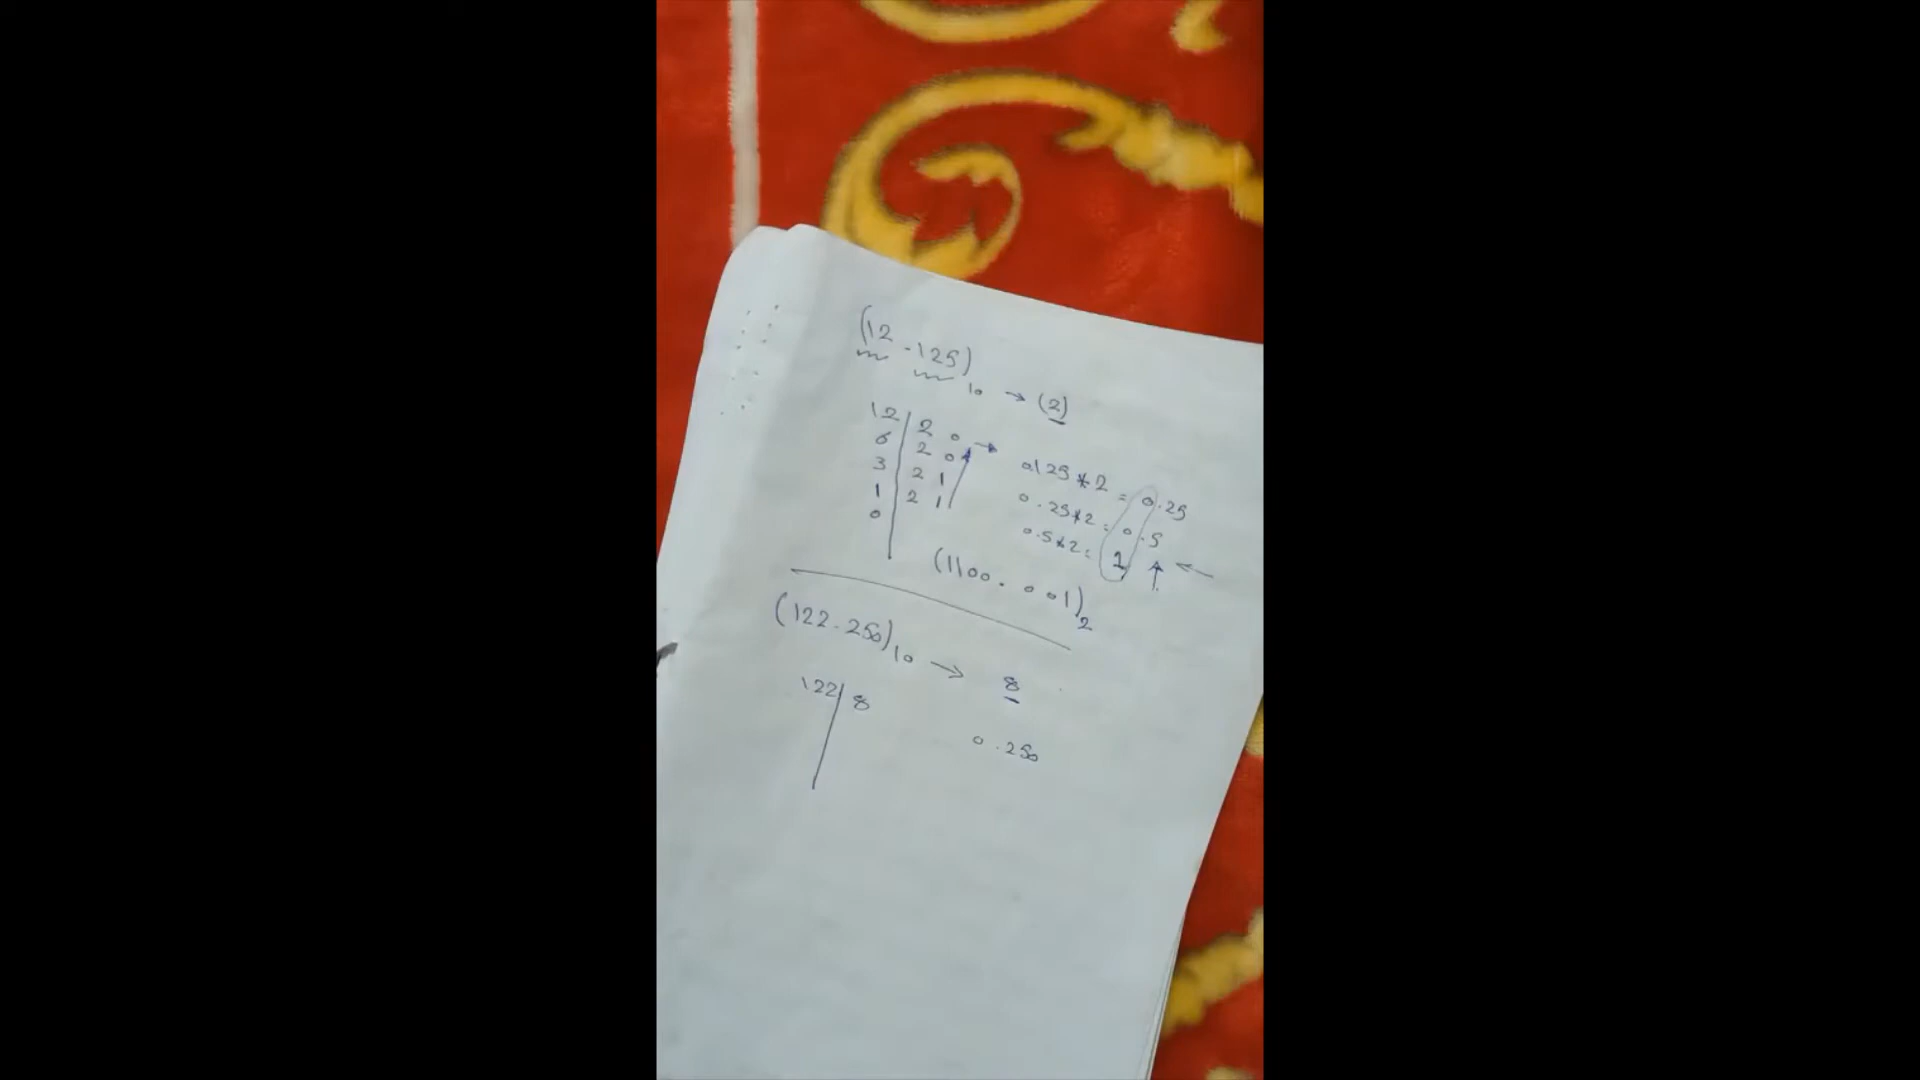 (12.125)10 → (2)
12 | 2 0 →
6 | 2 0
3 | 2 1
1 | 2 1
0
0.125*2 = 0.25
0.25*2 = 0.5
0.5*2 = 1 ↑ ←
(1100.001)2
(122.250)10 → 8
122 | 8
0.250